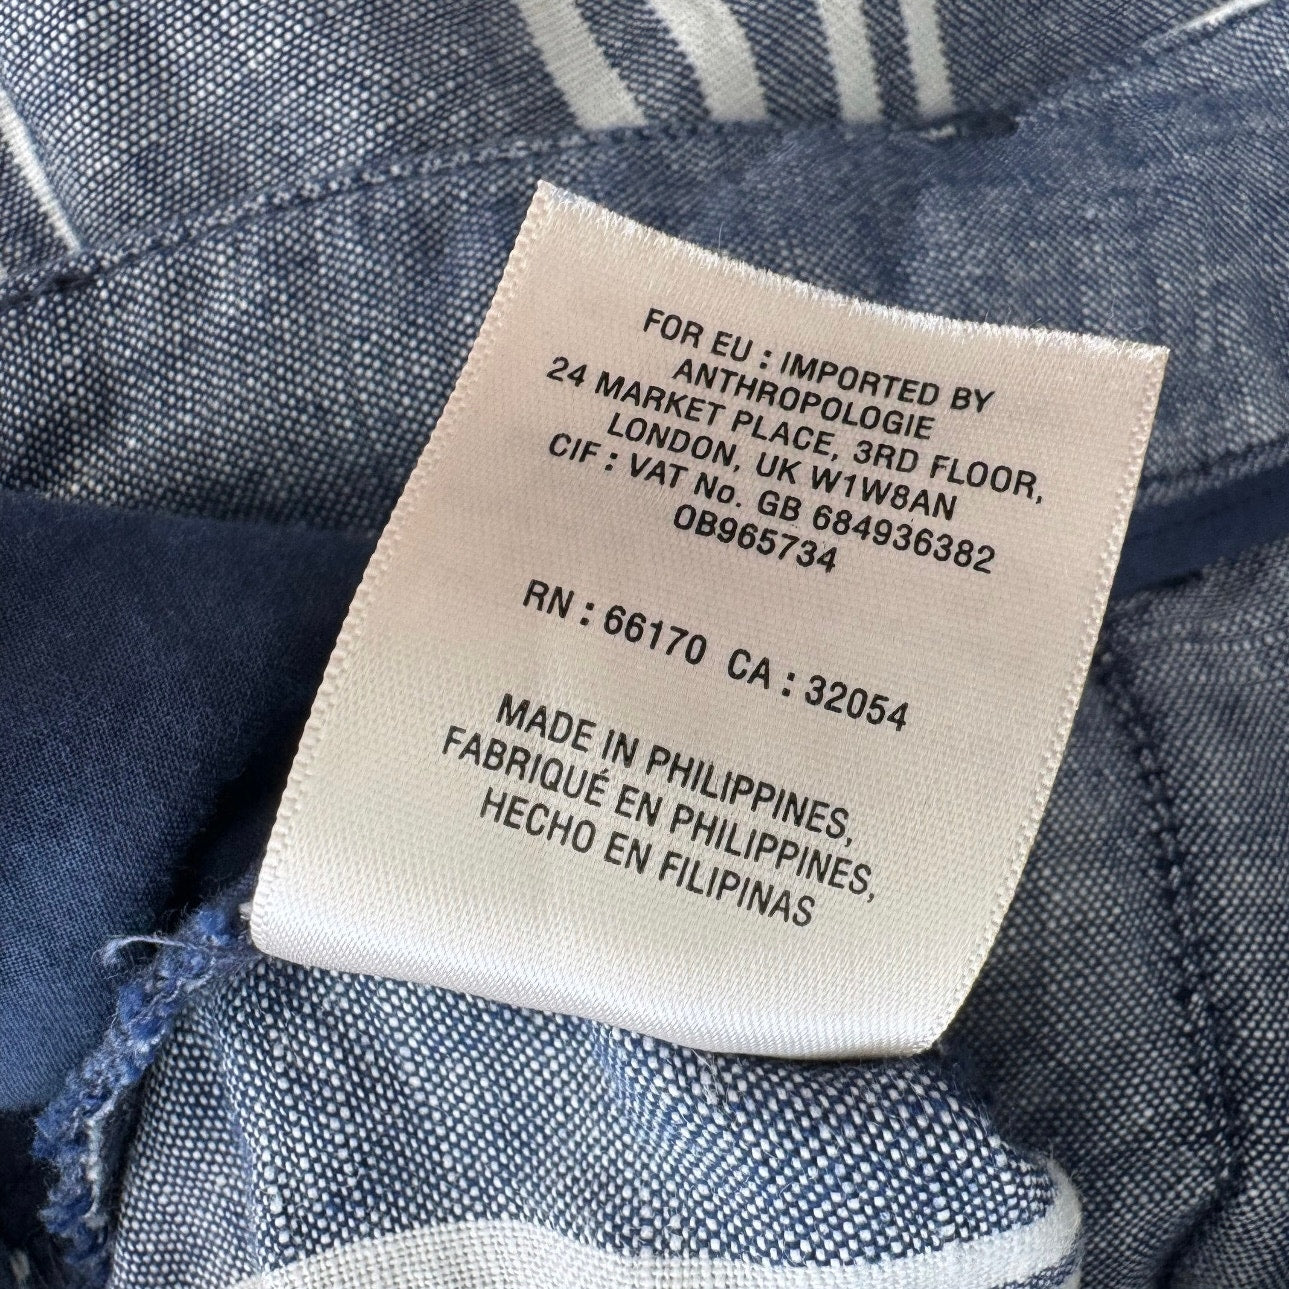 FOR EU : IMPORTED BY
ANTHROPOLOGIE
24 MARKET PLACE, 3RD FLOOR,
LONDON, UK W1W8AN
CIF : VAT No. GB 684936382
0B965734
RN : 66170 CA : 32054
MADE IN PHILIPPINES,
FABRIQUÉ EN PHILIPPINES,
HECHO EN FILIPINAS